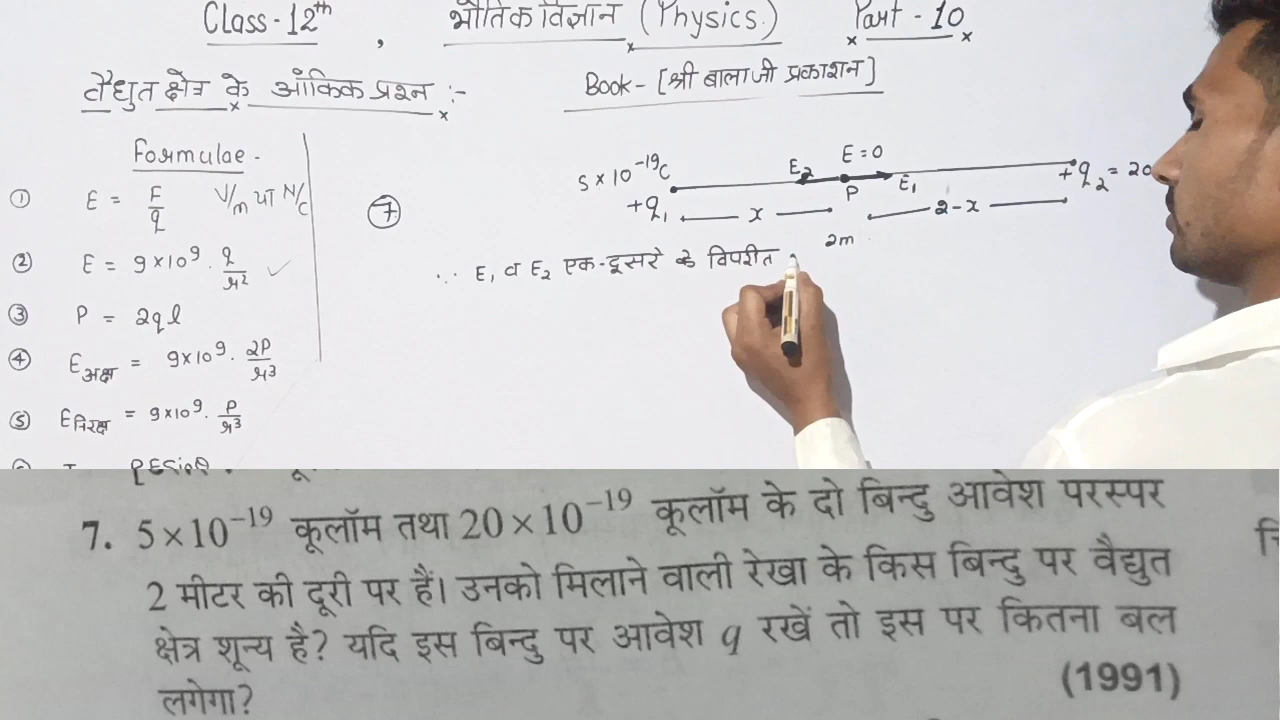 Class-12th , भौतिक विज्ञान (Physics.) Part-10
वैद्युत क्षेत्र के आंकिक प्रश्न :-
Book- [श्री बालाजी प्रकाशन]
Formulae -
① E = F/q V/m या N/C
② E = 9×10⁹ . q/r² ✓
③ P = 2ql
④ Eअक्ष = 9×10⁹ . 2P/r³
⑤ Eनिरक्ष = 9×10⁹ . P/r³
PEsinθ
⑦
5×10⁻¹⁹C E2 E=0 E1 P
+q1 x 2-x +q2 = 20
2m
∵ E1 व E2 एक-दूसरे के विपरीत
7. 5×10⁻¹⁹ कूलॉम तथा 20×10⁻¹⁹ कूलॉम के दो बिन्दु आवेश परस्पर
2 मीटर की दूरी पर हैं। उनको मिलाने वाली रेखा के किस बिन्दु पर वैद्युत
क्षेत्र शून्य है? यदि इस बिन्दु पर आवेश q रखें तो इस पर कितना बल
लगेगा?
(1991)